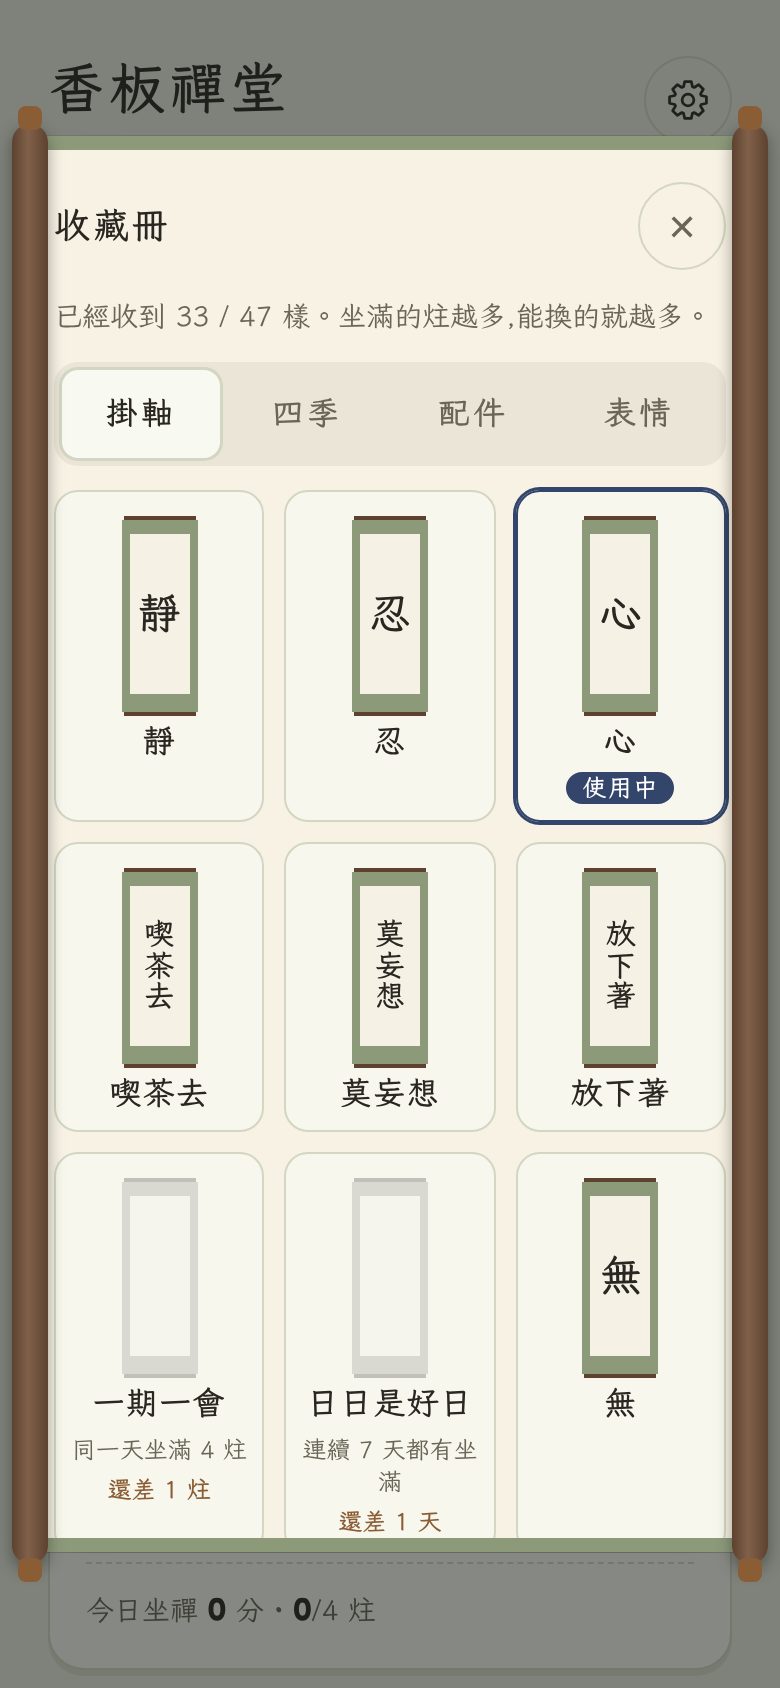 香板禪堂
收藏冊
已經收到 33 / 47 樣。坐滿的炷越多,能換的就越多。
掛軸 四季 配件 表情
靜 忍 心
靜 忍 心
使用中
喫茶去 莫妄想 放下著
喫茶去 莫妄想 放下著
無
一期一會 日日是好日 無
同一天坐滿 4 炷
還差 1 炷
連續 7 天都有坐
滿
還差 1 天
今日坐禪 0 分・0/4 炷